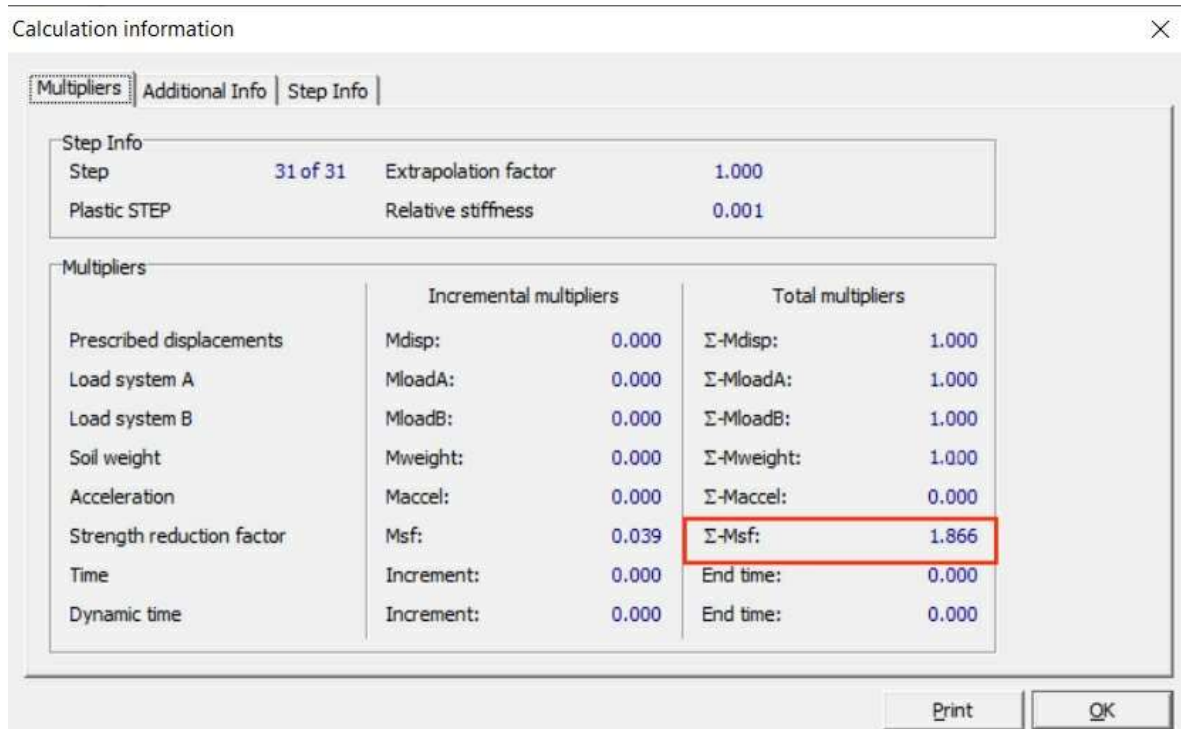 Calculation information
Multipliers Additional Info Step Info
Step Info
Step 31 of 31 Extrapolation factor 1.000
Plastic STEP Relative stiffness 0.001
Multipliers
Incremental multipliers Total multipliers
Prescribed displacements Mdisp: 0.000 Σ-Mdisp: 1.000
Load system A MloadA: 0.000 Σ-MloadA: 1.000
Load system B MloadB: 0.000 Σ-MloadB: 1.000
Soil weight Mweight: 0.000 Σ-Mweight: 1.000
Acceleration Maccel: 0.000 Σ-Maccel: 0.000
Strength reduction factor Msf: 0.039 Σ-Msf: 1.866
Time Increment: 0.000 End time: 0.000
Dynamic time Increment: 0.000 End time: 0.000
Print OK